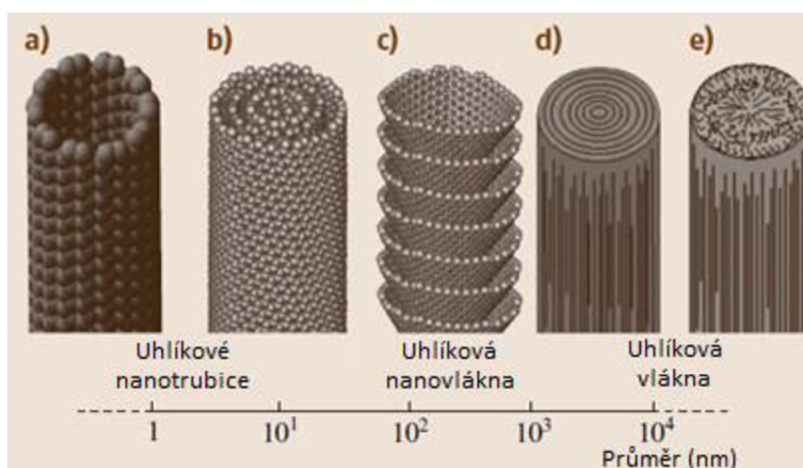 a) b) c) d) e)
Uhlíkové
nanotrubice
Uhlíková
nanovlákna
Uhlíková
vlákna
1 10¹ 10² 10³ 10⁴
Průměr (nm)